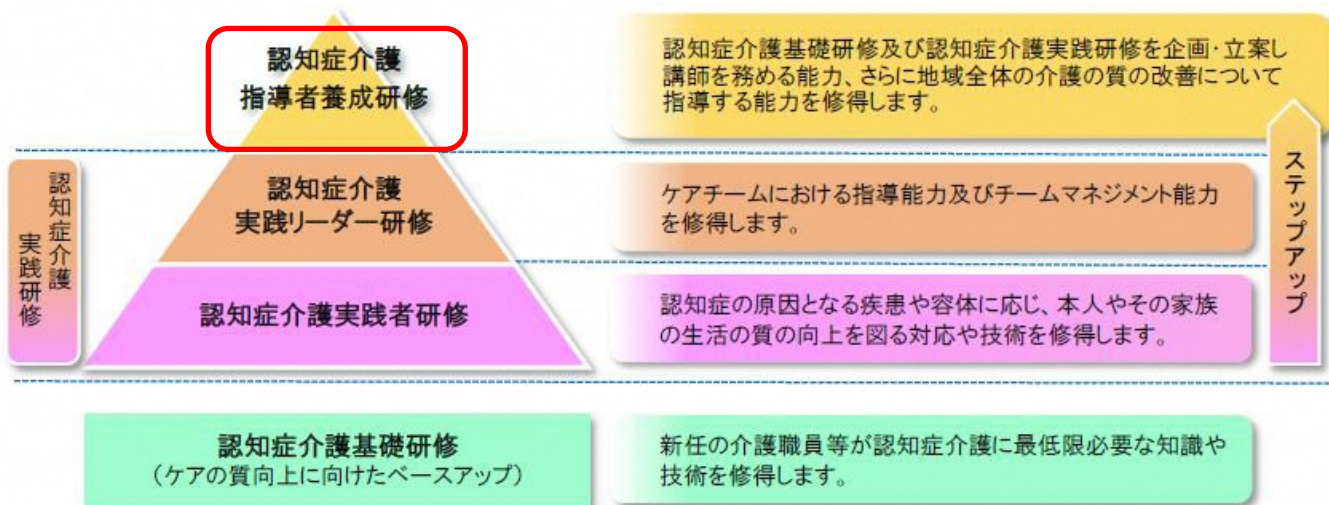 認知症介護
指導者養成研修
認知症介護基礎研修及び認知症介護実践研修を企画・立案し
講師を務める能力、さらに地域全体の介護の質の改善について
指導する能力を修得します。
認知症介護
実践研修
認知症介護
実践リーダー研修
ケアチームにおける指導能力及びチームマネジメント能力
を修得します。
ステップアップ
認知症介護実践者研修
認知症の原因となる疾患や容体に応じ、本人やその家族
の生活の質の向上を図る対応や技術を修得します。
認知症介護基礎研修
（ケアの質向上に向けたベースアップ）
新任の介護職員等が認知症介護に最低限必要な知識や
技術を修得します。